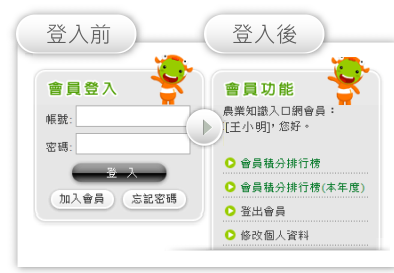 登入前
登入後
會員登入
帳號:
密碼:
登 入
加入會員
忘記密碼
會員功能
農業知識入口網會員：
[王小明]，您好。
會員積分排行榜
會員積分排行榜(本年度)
登出會員
修改個人資料